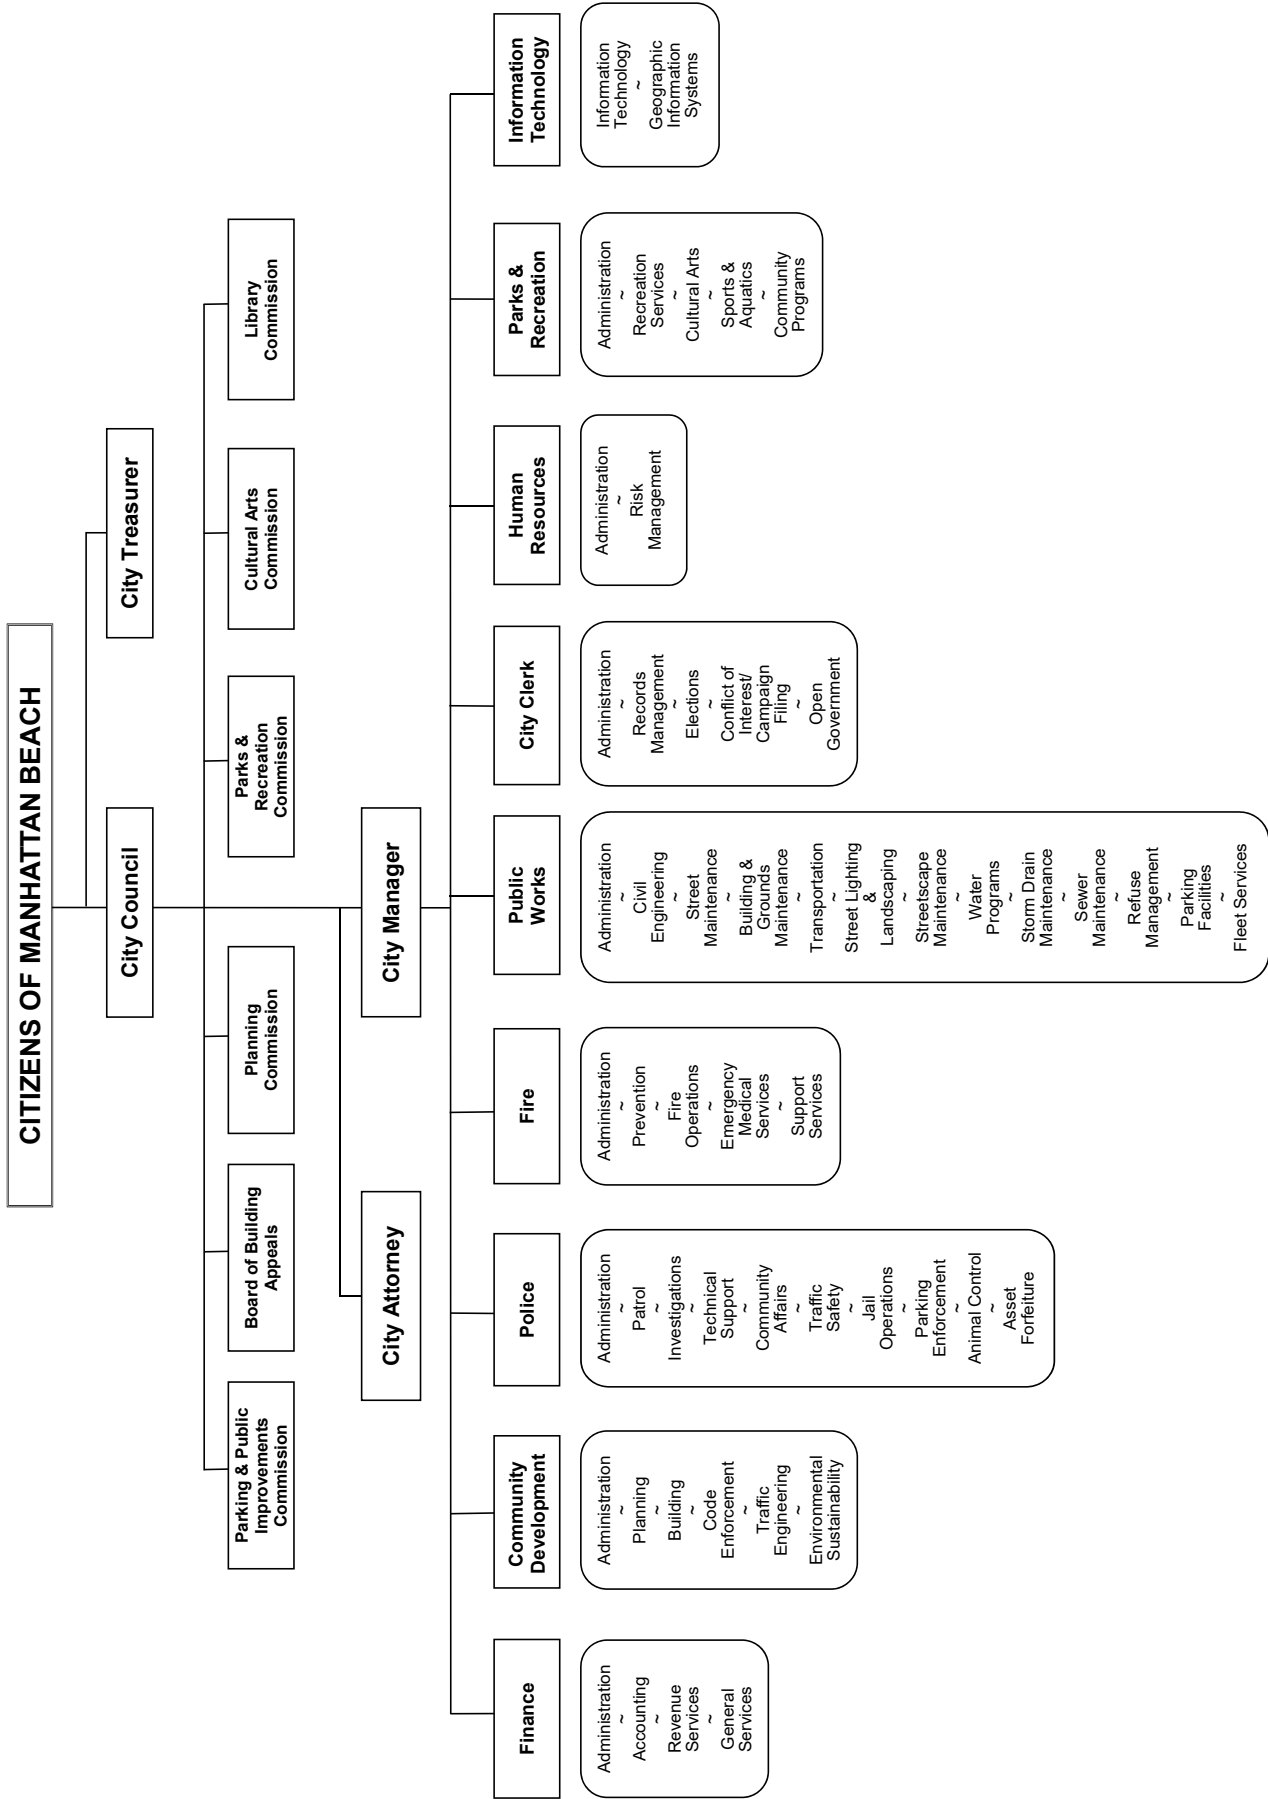 CITIZENS OF MANHATTAN BEACH
City Council
City Treasurer
Parking & Public
Improvements
Commission
Board of Building
Appeals
Planning
Commission
Parks &
Recreation
Commission
Cultural Arts
Commission
Library
Commission
City Attorney
City Manager
Finance
Administration
~
Accounting
~
Revenue
Services
~
General
Services
Community
Development
Administration
~
Planning
~
Building
~
Code
Enforcement
~
Traffic
Engineering
~
Environmental
Sustainability
Police
Administration
~
Patrol
~
Investigations
~
Technical
Support
~
Community
Affairs
~
Traffic
Safety
~
Jail
Operations
~
Parking
Enforcement
~
Animal Control
~
Asset
Forfeiture
Fire
Administration
~
Prevention
~
Fire
Operations
~
Emergency
Medical
Services
~
Support
Services
Public
Works
Administration
~
Civil
Engineering
~
Street
Maintenance
~
Building &
Grounds
Maintenance
~
Transportation
~
Street Lighting
&
Landscaping
~
Streetscape
Maintenance
~
Water
Programs
~
Storm Drain
Maintenance
~
Sewer
Maintenance
~
Refuse
Management
~
Parking
Facilities
~
Fleet Services
City Clerk
Administration
~
Records
Management
~
Elections
~
Conflict of
Interest/
Campaign
Filing
~
Open
Government
Human
Resources
Administration
~
Risk
Management
Parks &
Recreation
Administration
~
Recreation
Services
~
Cultural Arts
~
Sports &
Aquatics
~
Community
Programs
Information
Technology
Information
Technology
~
Geographic
Information
Systems